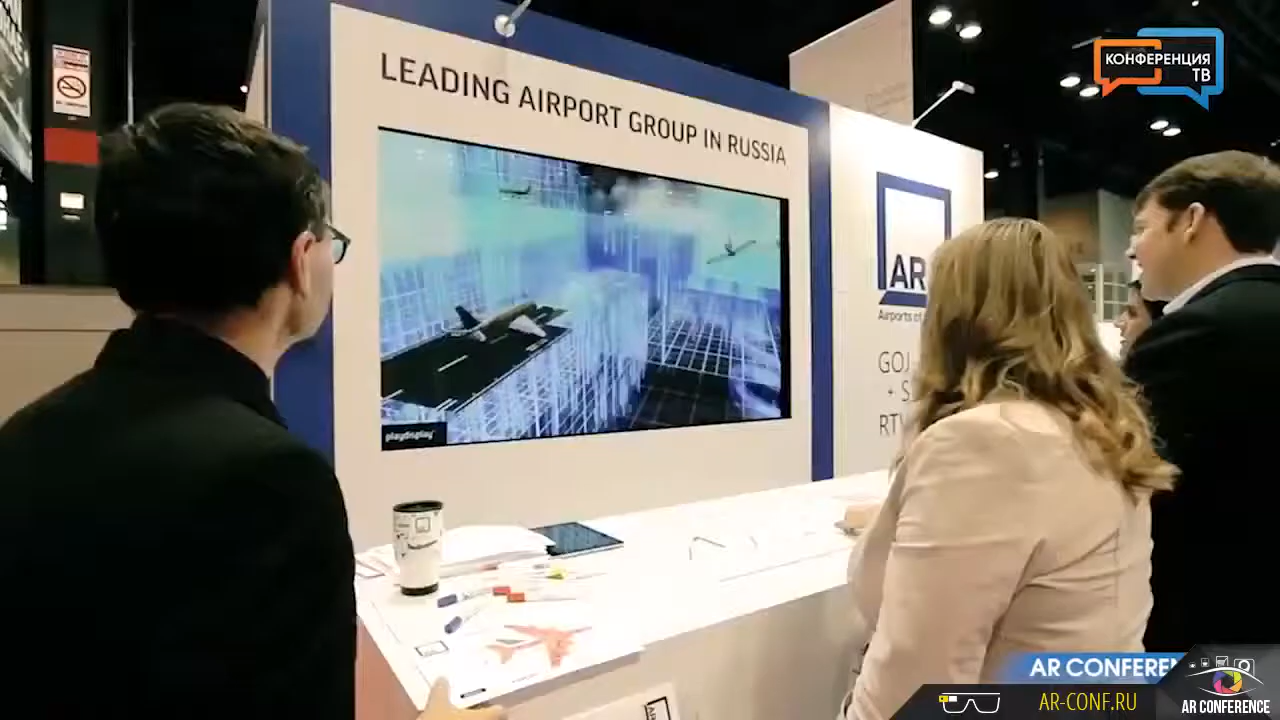 LEADING AIRPORT GROUP IN RUSSIA
КОНФЕРЕНЦИЯ
ТВ
AR
Airports of
GOJ
+ S
RTV
playdisplay
AR CONFEREN
AR-CONF.RU
AR CONFERENCE